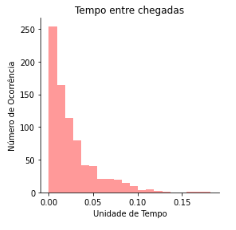 Tempo entre chegadas
Número de Ocorrência
250
200
150
100
50
0
0.00 0.05 0.10 0.15
Unidade de Tempo